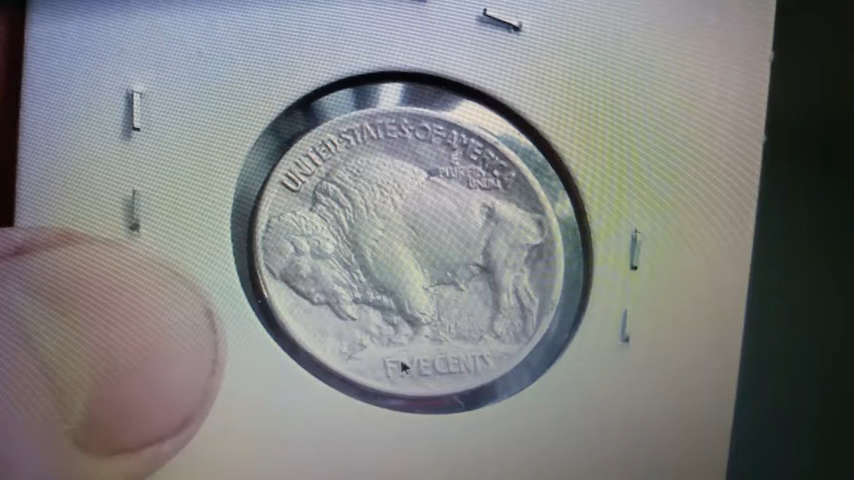 UNITED·STATES·OF·AMERICA
E
PLURIBUS
UNUM
FIVE CENTS